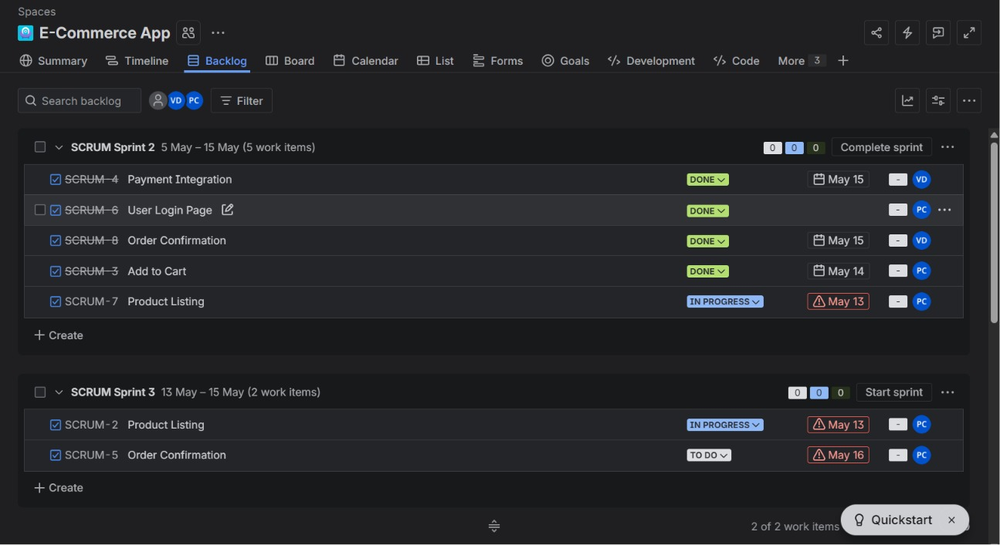 Spaces
E-Commerce App
Summary Timeline Backlog Board Calendar List Forms Goals Development Code More 3
Search backlog VD PC Filter
SCRUM Sprint 2 5 May – 15 May (5 work items) 0 0 0 Complete sprint
SCRUM-4 Payment Integration DONE May 15 - VD
SCRUM-6 User Login Page DONE - PC
SCRUM-8 Order Confirmation DONE May 15 - VD
SCRUM-3 Add to Cart DONE May 14 - PC
SCRUM-7 Product Listing IN PROGRESS May 13 - PC
Create
SCRUM Sprint 3 13 May – 15 May (2 work items) 0 0 0 Start sprint
SCRUM-2 Product Listing IN PROGRESS May 13 - PC
SCRUM-5 Order Confirmation TO DO May 16 - PC
Create
2 of 2 work items
Quickstart